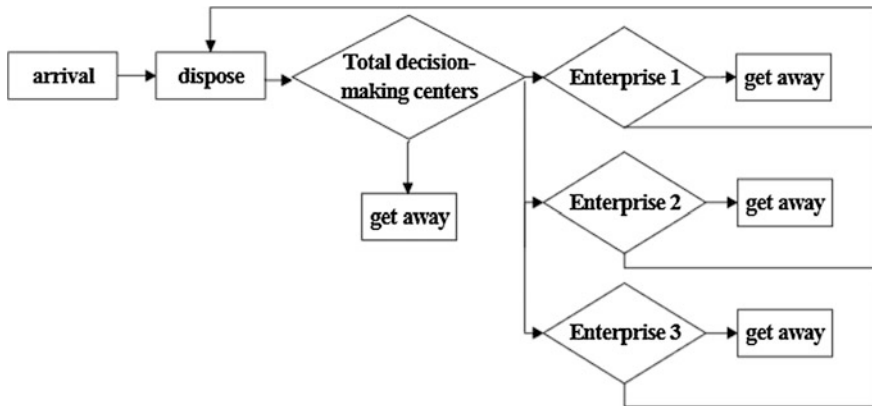 arrival
dispose
Total decision-
making centers
Enterprise 1
get away
get away
Enterprise 2
get away
Enterprise 3
get away